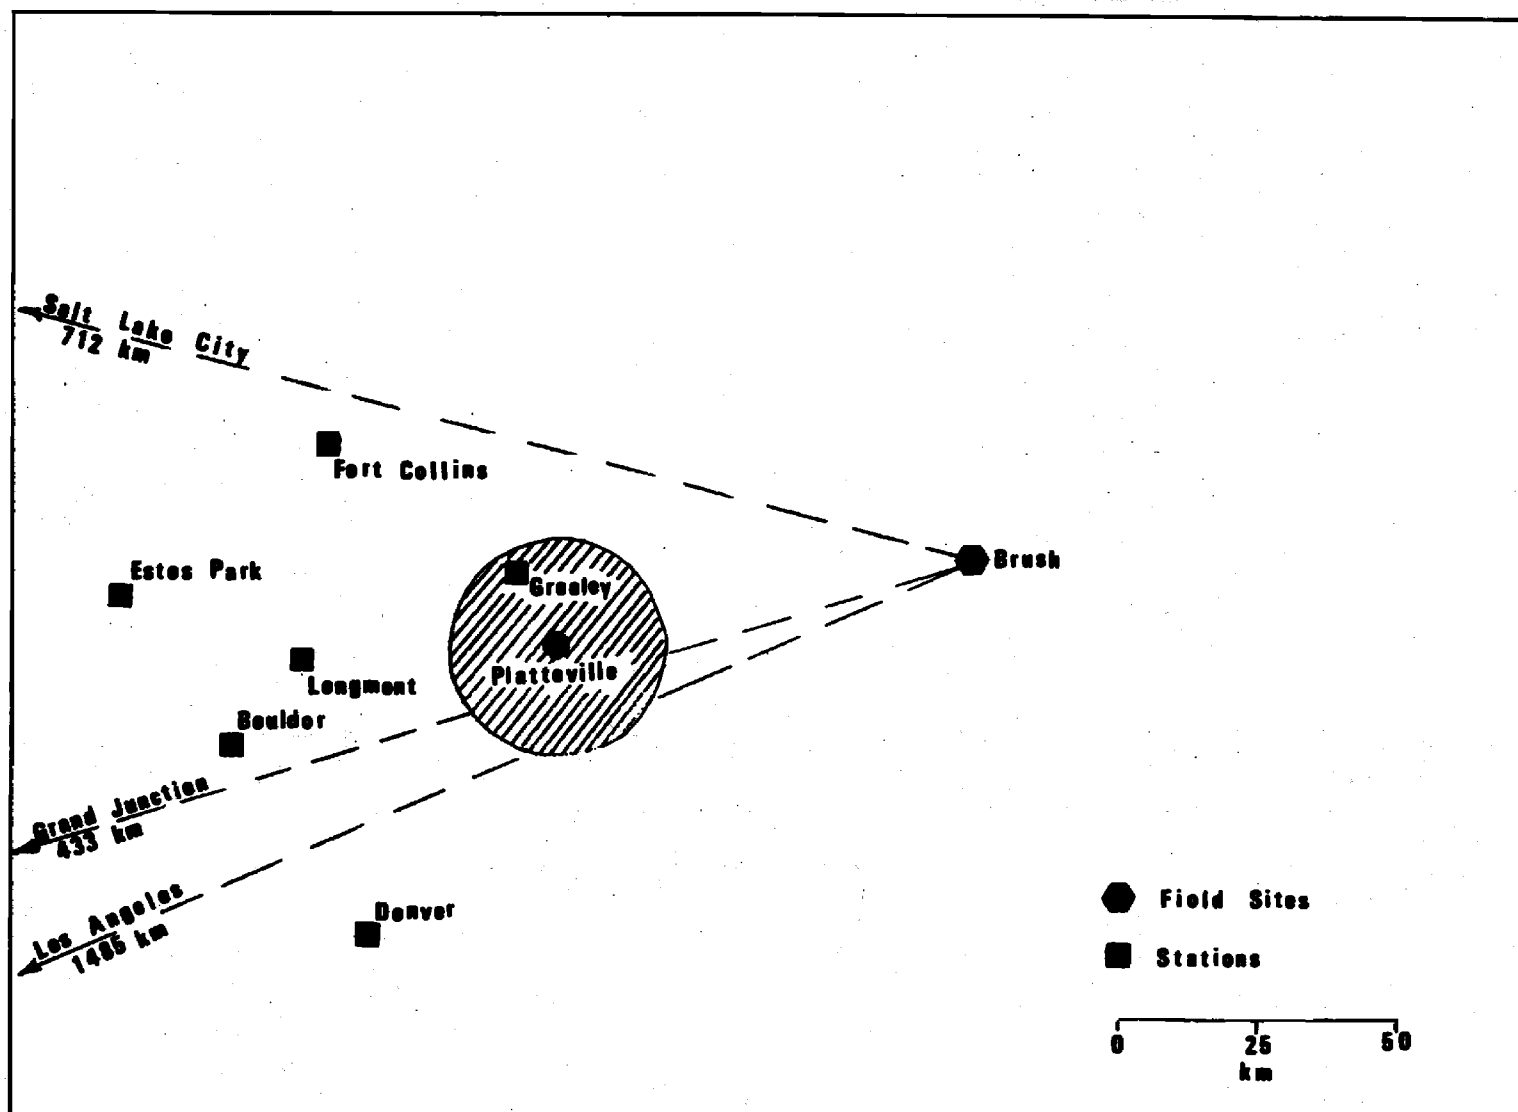 Salt Lake City
712 km
Fort Collins
Brush
Estes Park
Greeley
Platteville
Longmont
Boulder
Grand Junction
433 km
Los Angeles
1485 km
Denver
Field Sites
Stations
0 25 50
km